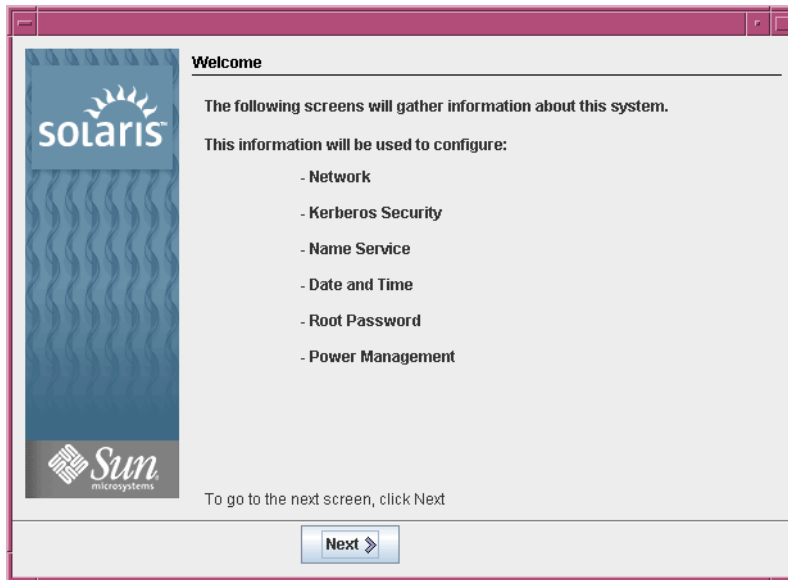 Welcome
solaris™
The following screens will gather information about this system.
This information will be used to configure:
- Network
- Kerberos Security
- Name Service
- Date and Time
- Root Password
- Power Management
Sun
microsystems
To go to the next screen, click Next
Next